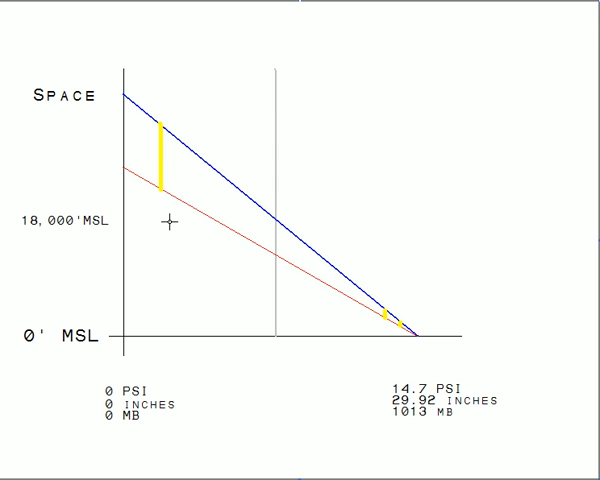 SPACE
18,000'MSL
0' MSL
0 PSI
0 INCHES
0 MB
14.7 PSI
29.92 INCHES
1013 MB